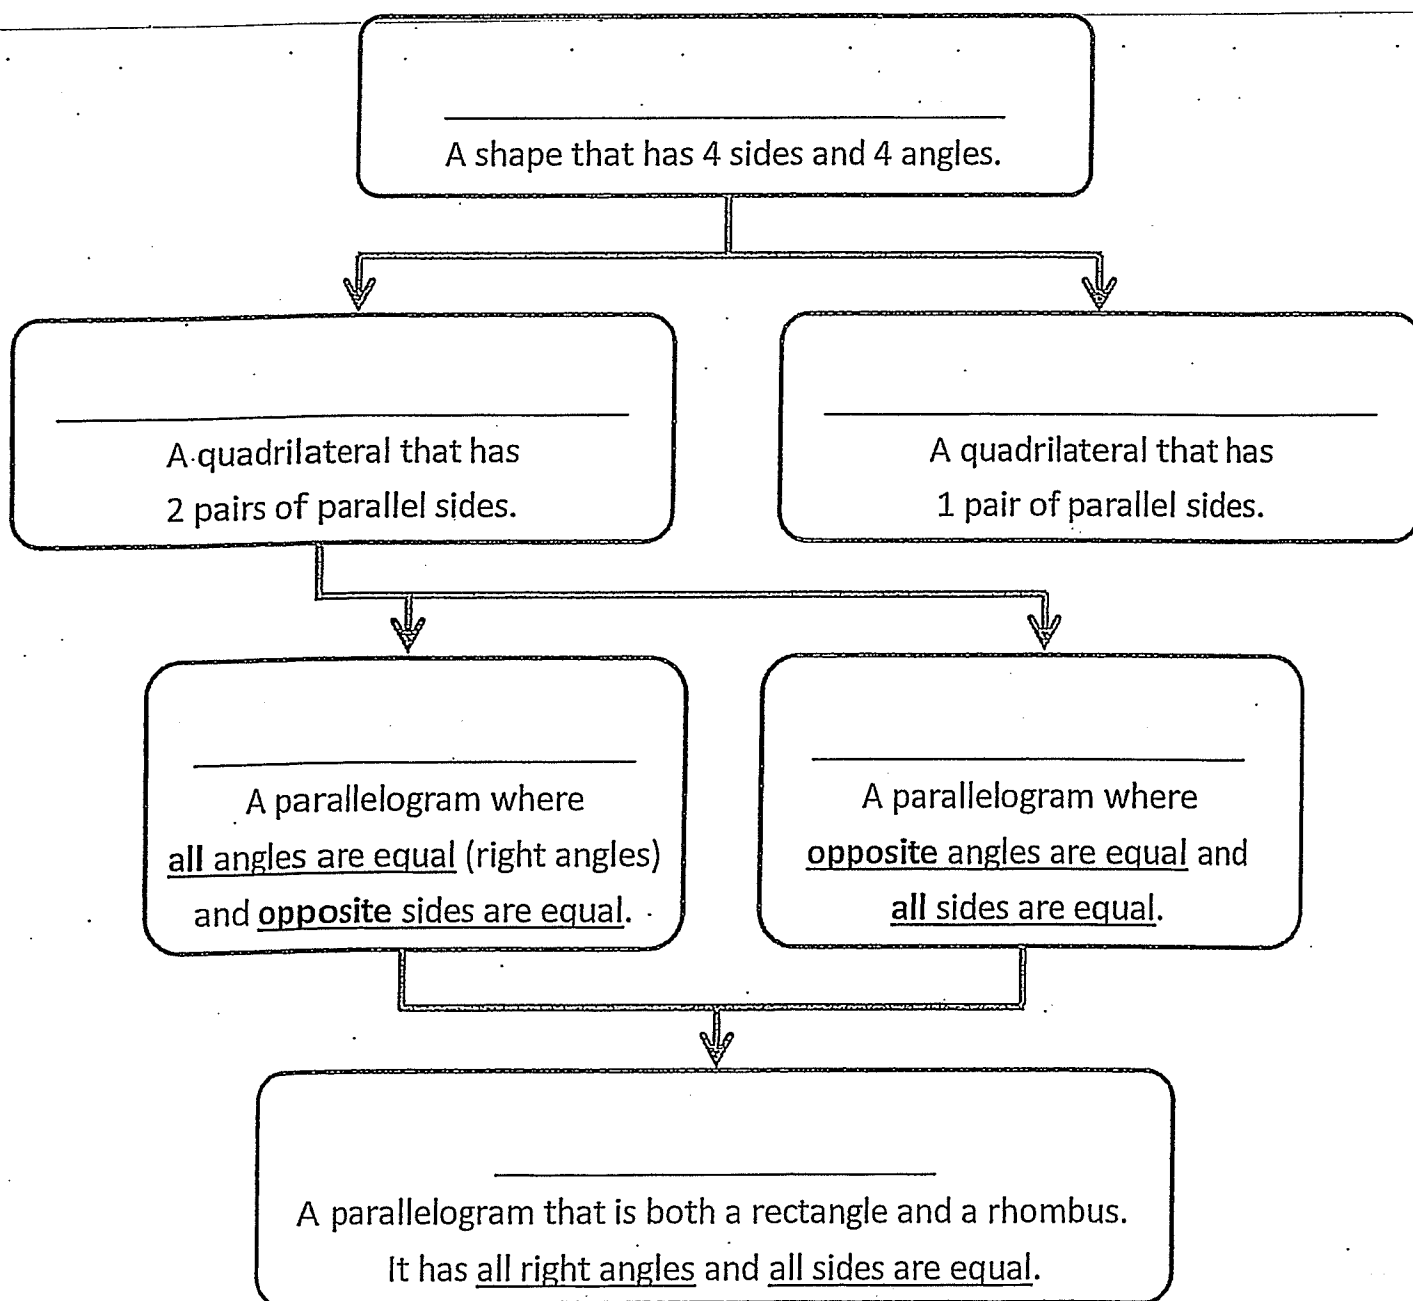 A shape that has 4 sides and 4 angles.
A quadrilateral that has
2 pairs of parallel sides.
A quadrilateral that has
1 pair of parallel sides.
A parallelogram where
all angles are equal (right angles)
and opposite sides are equal.
A parallelogram where
opposite angles are equal and
all sides are equal.
A parallelogram that is both a rectangle and a rhombus.
It has all right angles and all sides are equal.